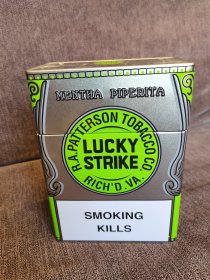 MENTHA PIPERITA
R.A. PATTERSON TOBACCO CO.
LUCKY
STRIKE
RICH'D. VA.
SMOKING
KILLS